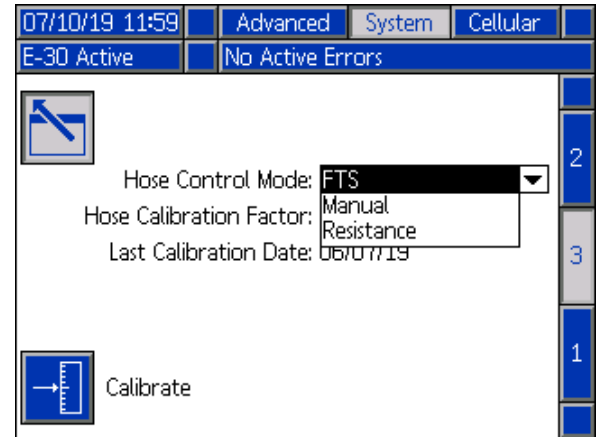 07/10/19 11:59 Advanced System Cellular
E-30 Active No Active Errors
2
Hose Control Mode: FTS
Manual
Hose Calibration Factor:
Resistance
Last Calibration Date: 06/07/19
3
1
Calibrate